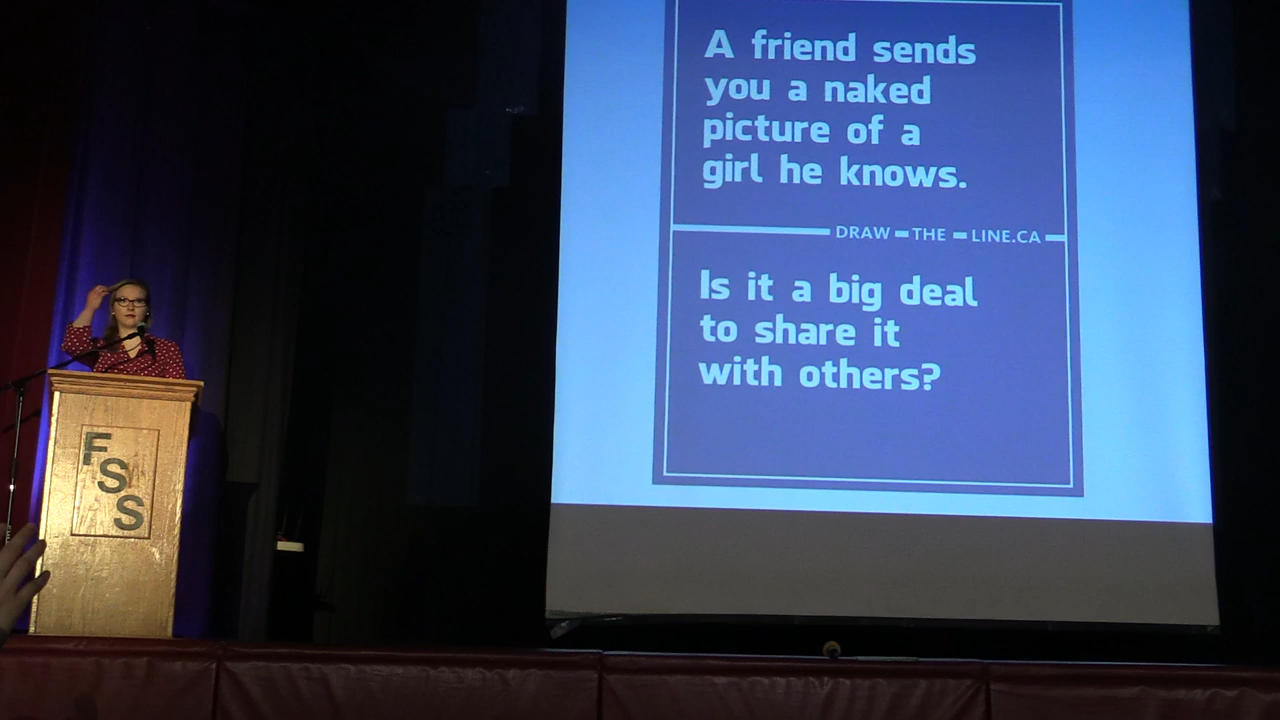 A friend sends
you a naked
picture of a
girl he knows.
DRAW-THE-LINE.CA
Is it a big deal
to share it
with others?
FSS